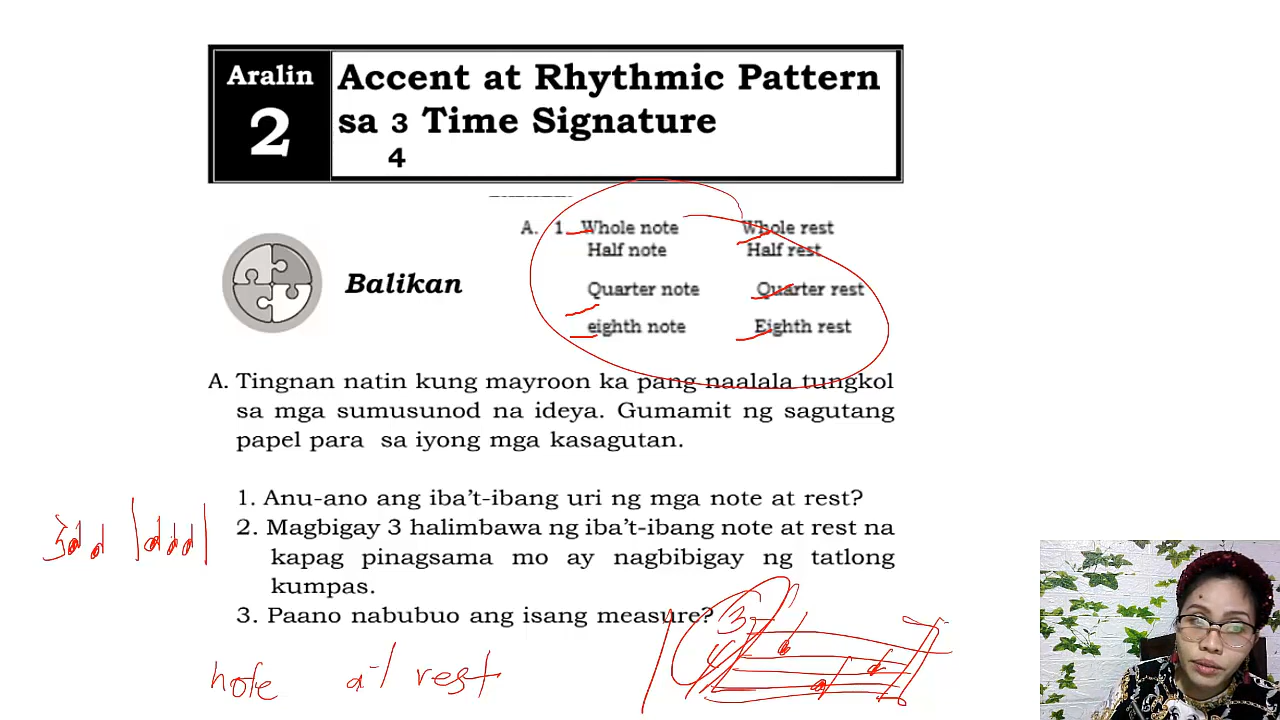 Aralin
2
Accent at Rhythmic Pattern
sa 3 Time Signature
4
A. 1. Whole note Whole rest
Half note Half rest
Quarter note Quarter rest
eighth note Eighth rest
Balikan
A. Tingnan natin kung mayroon ka pang naalala tungkol
sa mga sumusunod na ideya. Gumamit ng sagutang
papel para sa iyong mga kasagutan.
1. Anu-ano ang iba't-ibang uri ng mga note at rest?
2. Magbigay 3 halimbawa ng iba't-ibang note at rest na
kapag pinagsama mo ay nagbibigay ng tatlong
kumpas.
3. Paano nabubuo ang isang measure?
3
4
note at rest